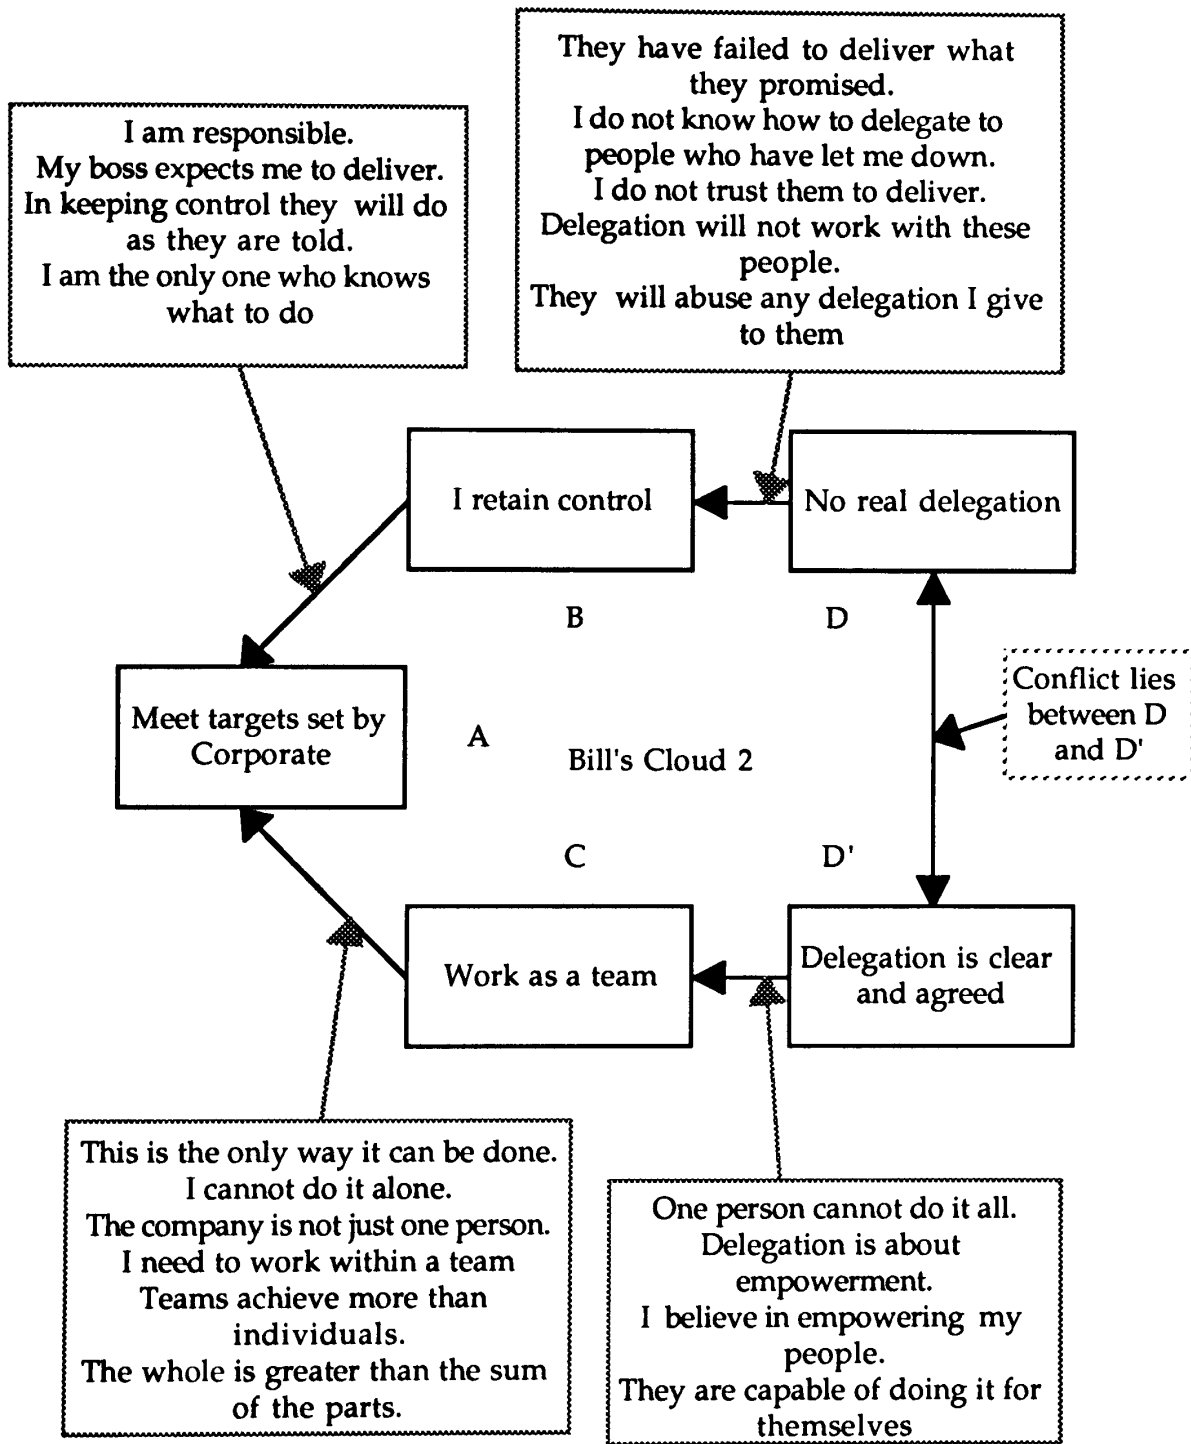 They have failed to deliver what
they promised.
I do not know how to delegate to
people who have let me down.
I do not trust them to deliver.
Delegation will not work with these
people.
They will abuse any delegation I give
to them
I am responsible.
My boss expects me to deliver.
In keeping control they will do
as they are told.
I am the only one who knows
what to do
I retain control
No real delegation
B
D
Conflict lies
between D
and D'
Meet targets set by
Corporate
A
Bill's Cloud 2
C
D'
Work as a team
Delegation is clear
and agreed
This is the only way it can be done.
I cannot do it alone.
The company is not just one person.
I need to work within a team
Teams achieve more than
individuals.
The whole is greater than the sum
of the parts.
One person cannot do it all.
Delegation is about
empowerment.
I believe in empowering my
people.
They are capable of doing it for
themselves